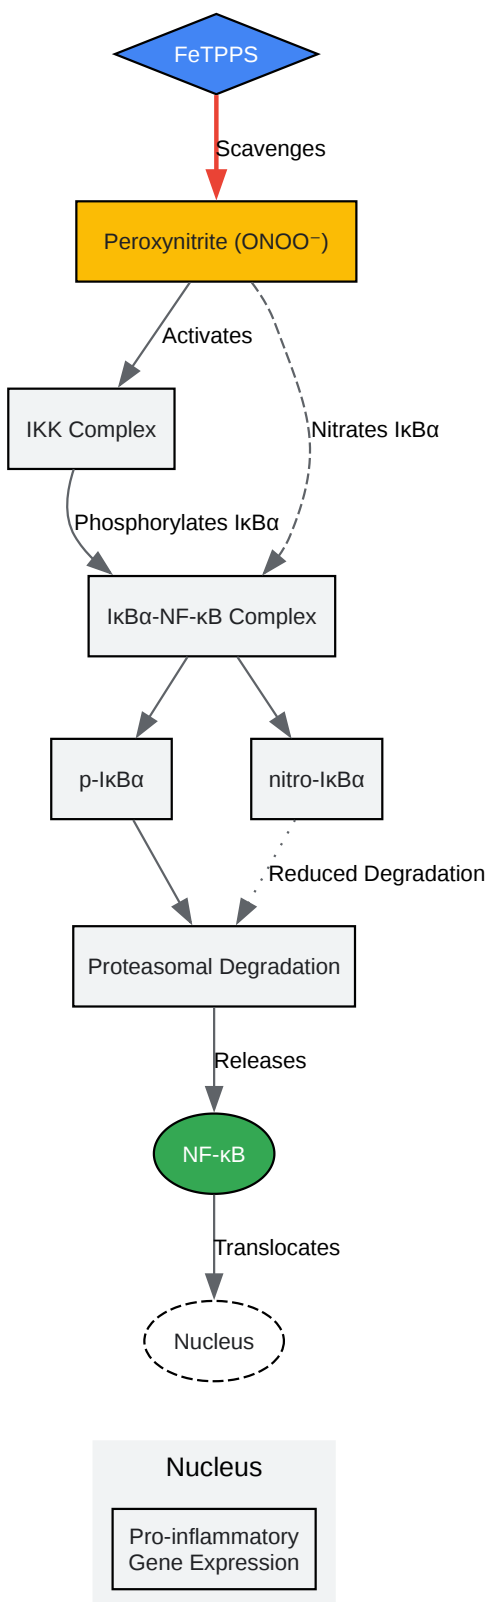 FeTPPS
Scavenges
Peroxynitrite (ONOO⁻)
Activates
IKK Complex
Nitrates IκBα
Phosphorylates IκBα
IκBα-NF-κB Complex
p-IκBα
nitro-IκBα
Reduced Degradation
Proteasomal Degradation
Releases
NF-κB
Translocates
Nucleus
Nucleus
Pro-inflammatory
Gene Expression